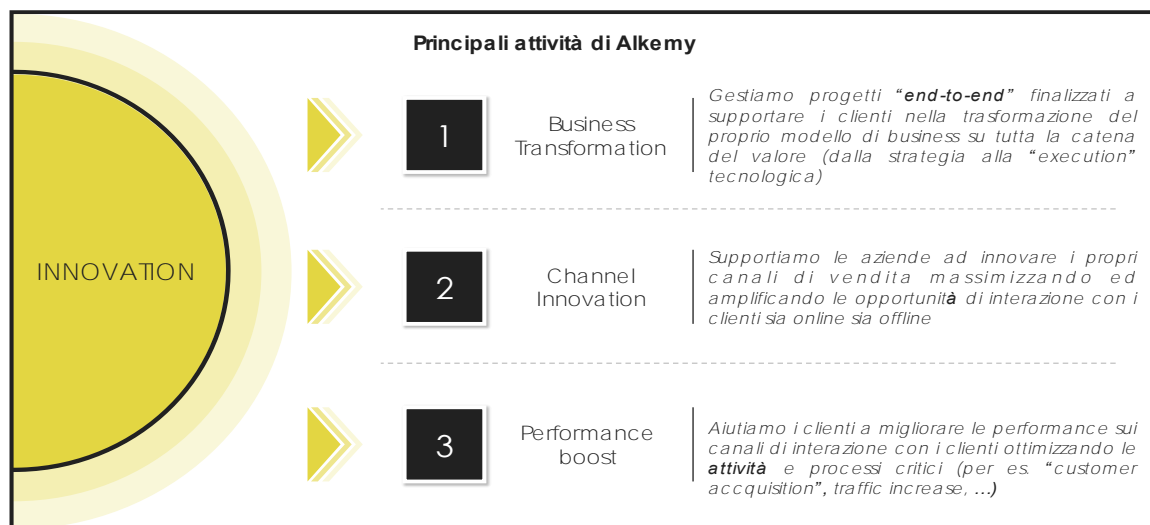 Principali attività di Alkemy
INNOVATION
1
Business
Transformation
Gestiamo progetti “end-to-end” finalizzati a
supportare i clienti nella trasformazione del
proprio modello di business su tutta la catena
del valore (dalla strategia alla “execution”
tecnologica)
2
Channel
Innovation
Supportiamo le aziende ad innovare i propri
canali di vendita massimizzando ed
amplificando le opportunità di interazione con i
clienti sia online sia offline
3
Performance
boost
Aiutiamo i clienti a migliorare le performance sui
canali di interazione con i clienti ottimizzando le
attività e processi critici (per es. “customer
accquisition”, traffic increase, ...)